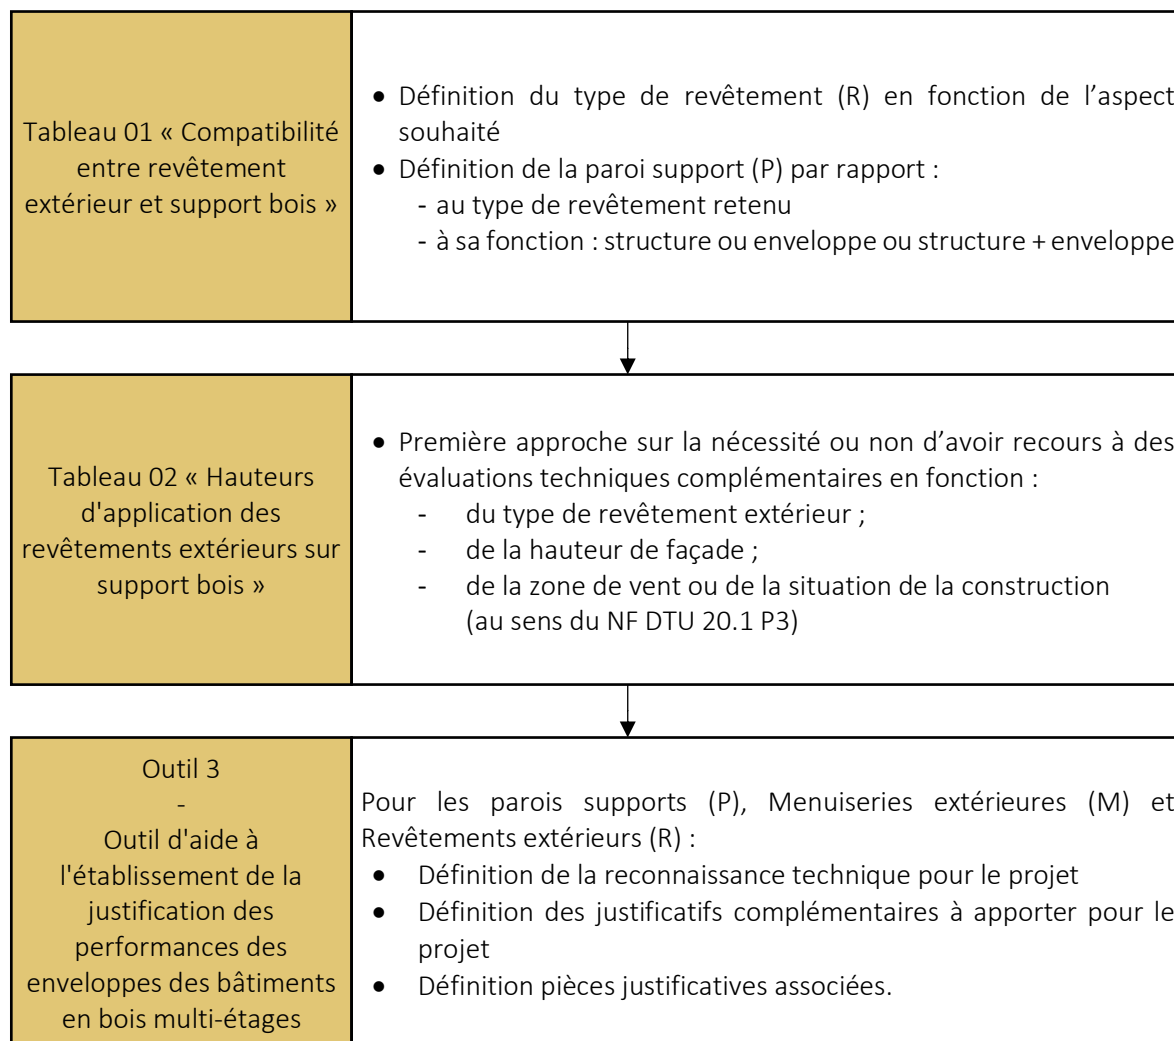 Tableau 01 « Compatibilité
entre revêtement
extérieur et support bois »
• Définition du type de revêtement (R) en fonction de l’aspect
souhaité
• Définition de la paroi support (P) par rapport :
- au type de revêtement retenu
- à sa fonction : structure ou enveloppe ou structure + enveloppe
Tableau 02 « Hauteurs
d'application des
revêtements extérieurs sur
support bois »
• Première approche sur la nécessité ou non d’avoir recours à des
évaluations techniques complémentaires en fonction :
- du type de revêtement extérieur ;
- de la hauteur de façade ;
- de la zone de vent ou de la situation de la construction
(au sens du NF DTU 20.1 P3)
Outil 3
-
Outil d'aide à
l'établissement de la
justification des
performances des
enveloppes des bâtiments
en bois multi-étages
Pour les parois supports (P), Menuiseries extérieures (M) et
Revêtements extérieurs (R) :
• Définition de la reconnaissance technique pour le projet
• Définition des justificatifs complémentaires à apporter pour le
projet
• Définition pièces justificatives associées.